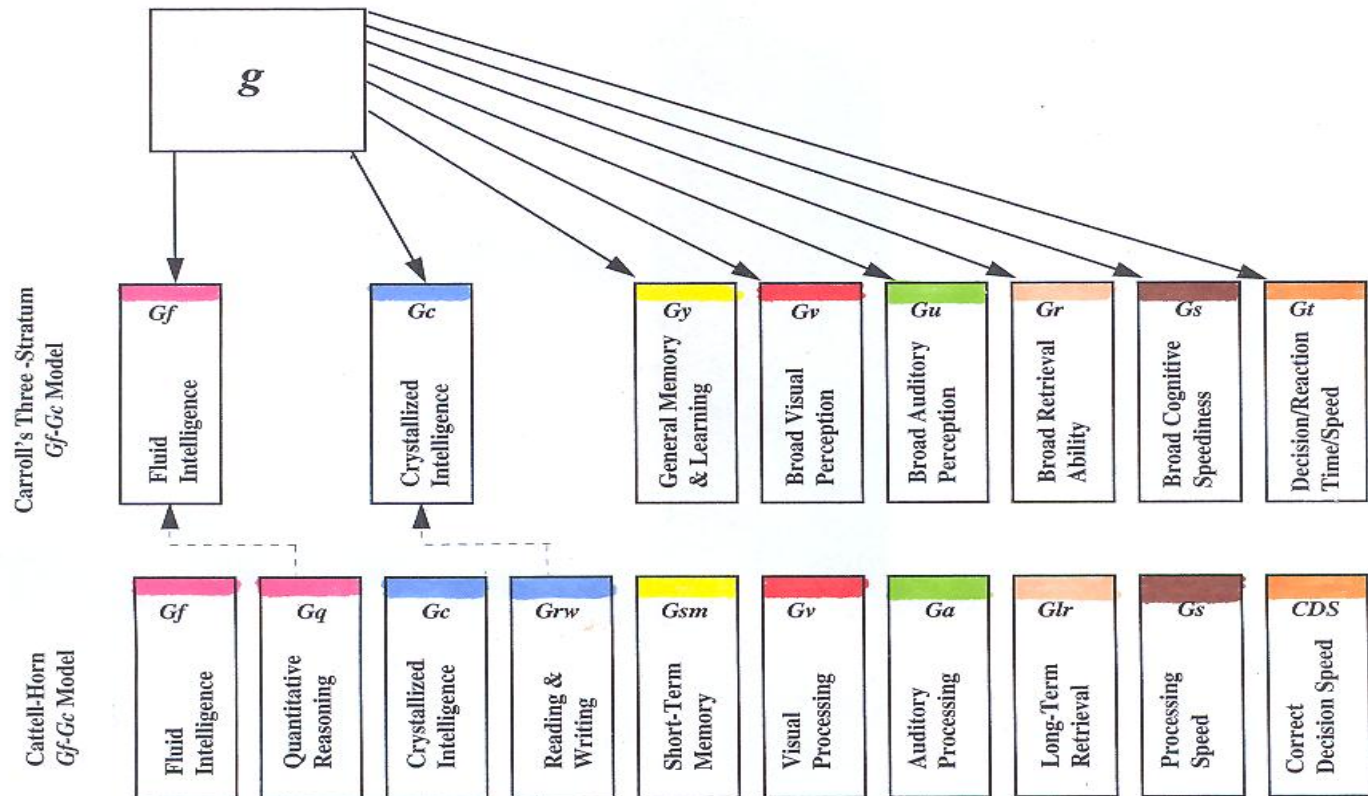 g
Carroll's Three -Stratum
Gf-Gc Model
Gf
Fluid
Intelligence
Gc
Crystallized
Intelligence
Gy
General Memory
& Learning
Gv
Broad Visual
Perception
Gu
Broad Auditory
Perception
Gr
Broad Retrieval
Ability
Gs
Broad Cognitive
Speediness
Gt
Decision/Reaction
Time/Speed
Cattell-Horn
Gf-Gc Model
Gf
Fluid
Intelligence
Gq
Quantitative
Reasoning
Gc
Crystallized
Intelligence
Grw
Reading &
Writing
Gsm
Short-Term
Memory
Gv
Visual
Processing
Ga
Auditory
Processing
Glr
Long-Term
Retrieval
Gs
Processing
Speed
CDS
Correct
Decision Speed